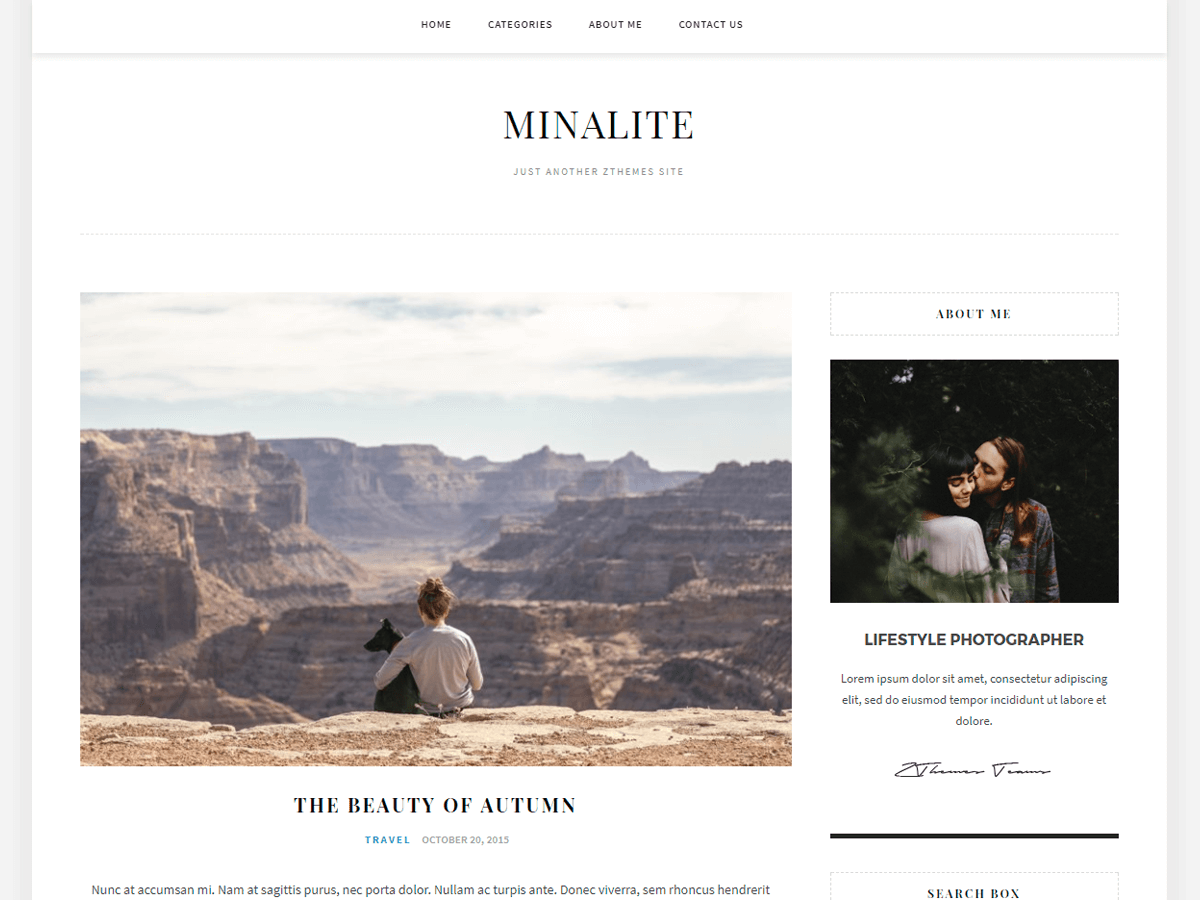 HOME CATEGORIES ABOUT ME CONTACT US
MINALITE
JUST ANOTHER ZTHEMES SITE
THE BEAUTY OF AUTUMN
TRAVEL OCTOBER 20, 2015
Nunc at accumsan mi. Nam at sagittis purus, nec porta dolor. Nullam ac turpis ante. Donec viverra, sem rhoncus hendrerit
ABOUT ME
LIFESTYLE PHOTOGRAPHER
Lorem ipsum dolor sit amet, consectetur adipiscing
elit, sed do eiusmod tempor incididunt ut labore et
dolore.
ZThemes Teams
SEARCH BOX